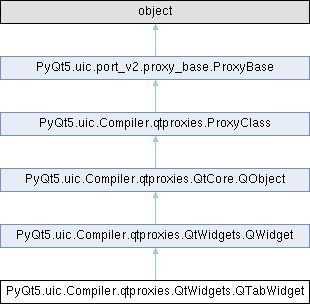 object
PyQt5.uic.port_v2.proxy_base.ProxyBase
PyQt5.uic.Compiler.qtproxies.ProxyClass
PyQt5.uic.Compiler.qtproxies.QtCore.QObject
PyQt5.uic.Compiler.qtproxies.QtWidgets.QWidget
PyQt5.uic.Compiler.qtproxies.QtWidgets.QTabWidget